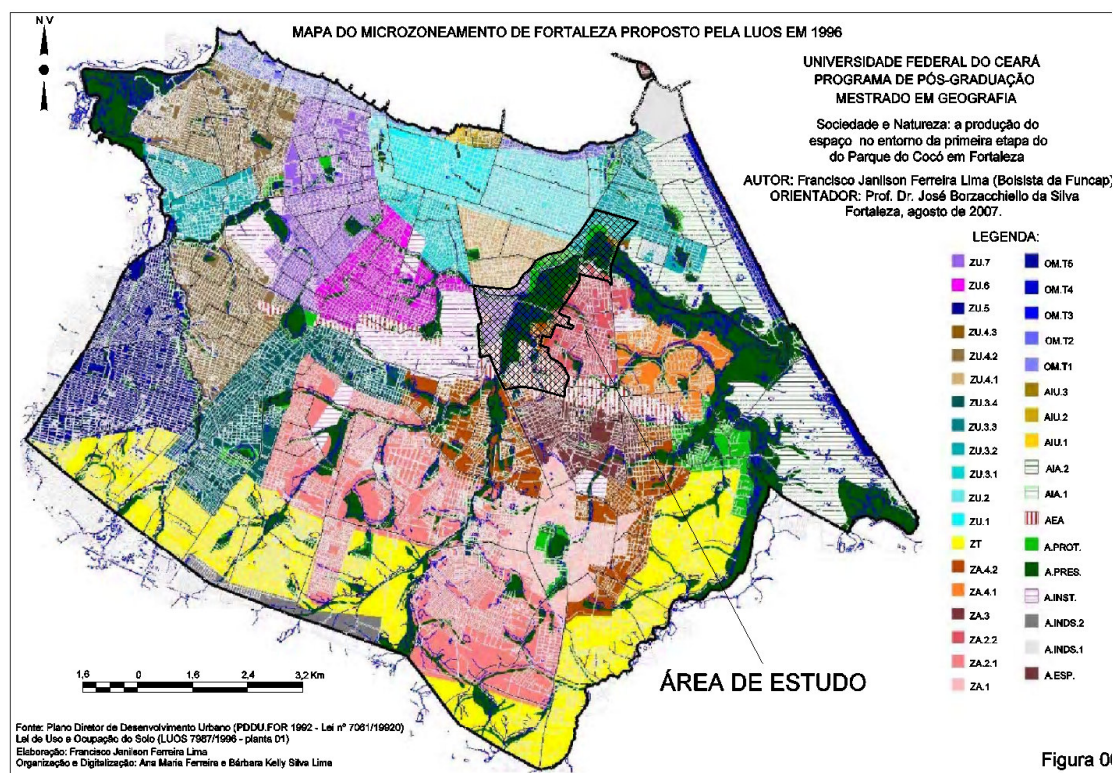 N V
MAPA DO MICROZONEAMENTO DE FORTALEZA PROPOSTO PELA LUOS EM 1996
UNIVERSIDADE FEDERAL DO CEARÁ
PROGRAMA DE PÓS-GRADUAÇÃO
MESTRADO EM GEOGRAFIA
Sociedade e Natureza: a produção do
espaço no entorno da primeira etapa do
do Parque do Cocó em Fortaleza
AUTOR: Francisco Janilson Ferreira Lima (Bolsista da Funcap)
ORIENTADOR: Prof. Dr. José Borzacchiello da Silva
Fortaleza, agosto de 2007.
LEGENDA:
ZU.7
ZU.6
ZU.5
ZU.4.3
ZU.4.2
ZU.4.1
ZU.3.4
ZU.3.3
ZU.3.2
ZU.3.1
ZU.2
ZU.1
ZT
ZA.4.2
ZA.4.1
ZA.3
ZA.2.2
ZA.2.1
ZA.1
OM.T5
OM.T4
OM.T3
OM.T2
OM.T1
AIU.3
AIU.2
AIU.1
AIA.2
AIA.1
AEA
A.PROT.
A.PRES.
A.INST.
A.INDS.2
A.INDS.1
A.ESP.
ÁREA DE ESTUDO
1,6 0 1,6 2,4 3,2 Km
Fonte: Plano Diretor de Desenvolvimento Urbano (PDDU.FOR 1992 - Lei nº 7061/19920)
Lei de Uso e Ocupação do Solo (LUOS 7987/1996 - planta 01)
Elaboração: Francisco Janilson Ferreira Lima
Organização e Digitalização: Ana Maria Ferreira e Bárbara Kelly Silva Lima
Figura 06